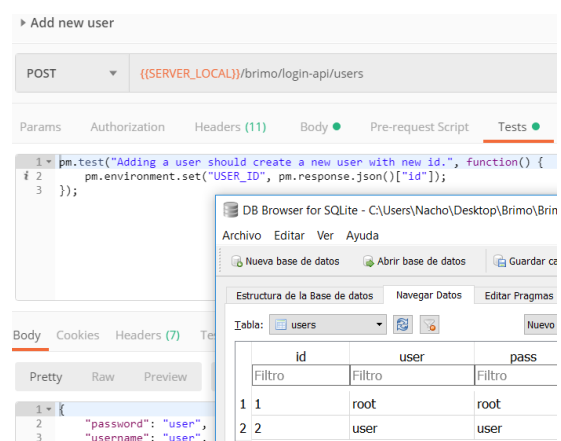 Add new user
POST {{SERVER_LOCAL}}/brimo/login-api/users
Params Authorization Headers (11) Body Pre-request Script Tests
1 pm.test("Adding a user should create a new user with new id.", function() {
i 2 pm.environment.set("USER_ID", pm.response.json()["id"]);
3 });
DB Browser for SQLite - C:\Users\Nacho\Desktop\Brimo\Brim
Archivo Editar Ver Ayuda
Nueva base de datos Abrir base de datos Guardar ca
Estructura de la Base de datos Navegar Datos Editar Pragmas
Tabla: users Nuevo
id user pass
Filtro Filtro Filtro
1 1 root root
2 2 user user
Body Cookies Headers (7) Te
Pretty Raw Preview
1 {
2 "password": "user",
3 "username": "user",